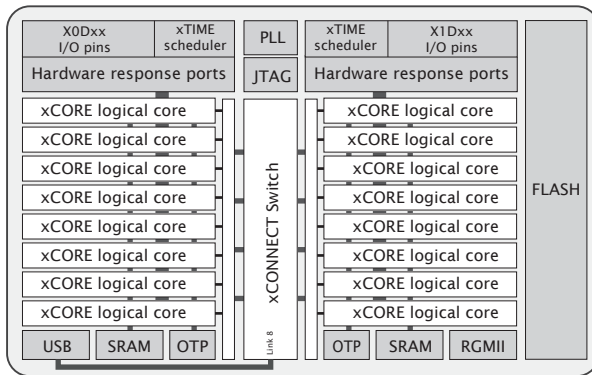 X0Dxx
I/O pins
xTIME
scheduler
PLL
xTIME
scheduler
X1Dxx
I/O pins
Hardware response ports
JTAG
Hardware response ports
xCORE logical core
xCORE logical core
xCORE logical core
xCORE logical core
xCORE logical core
xCORE logical core
xCORE logical core
xCORE logical core
xCONNECT Switch
Link 8
xCORE logical core
xCORE logical core
xCORE logical core
xCORE logical core
xCORE logical core
xCORE logical core
xCORE logical core
xCORE logical core
FLASH
USB
SRAM
OTP
OTP
SRAM
RGMII